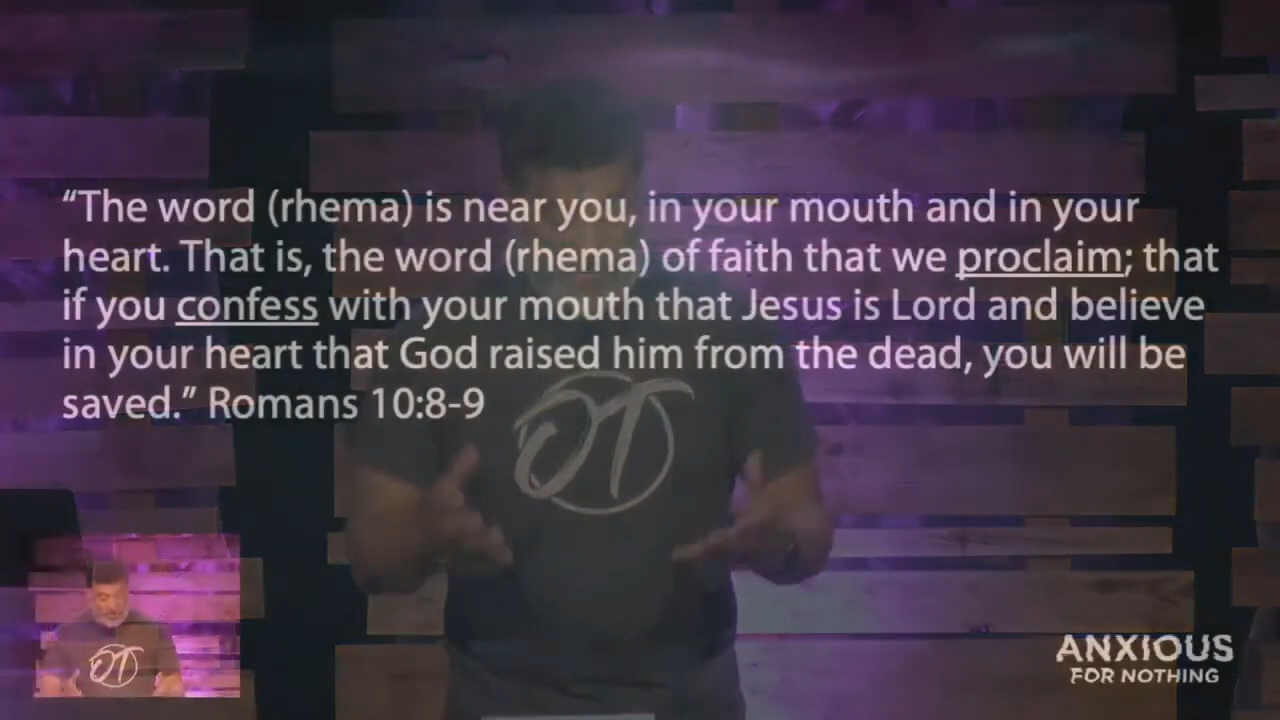 “The word (rhema) is near you, in your mouth and in your
heart. That is, the word (rhema) of faith that we proclaim; that
if you confess with your mouth that Jesus is Lord and believe
in your heart that God raised him from the dead, you will be
saved.” Romans 10:8-9
OT
OT
ANXIOUS
FOR NOTHING